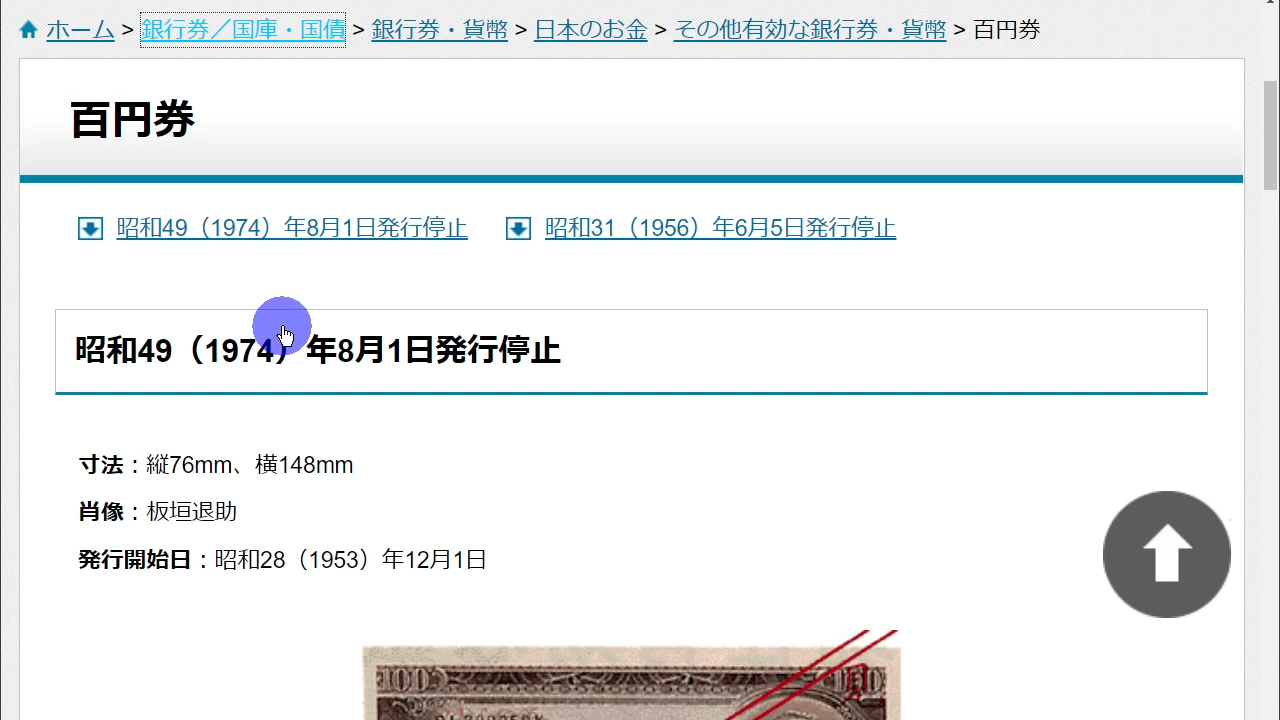 ホーム > 銀行券／国庫・国債 > 銀行券・貨幣 > 日本のお金 > その他有効な銀行券・貨幣 > 百円券
百円券
昭和49（1974）年8月1日発行停止 昭和31（1956）年6月5日発行停止
昭和49（1974）年8月1日発行停止
寸法：縦76mm、横148mm
肖像：板垣退助
発行開始日：昭和28（1953）年12月1日
100